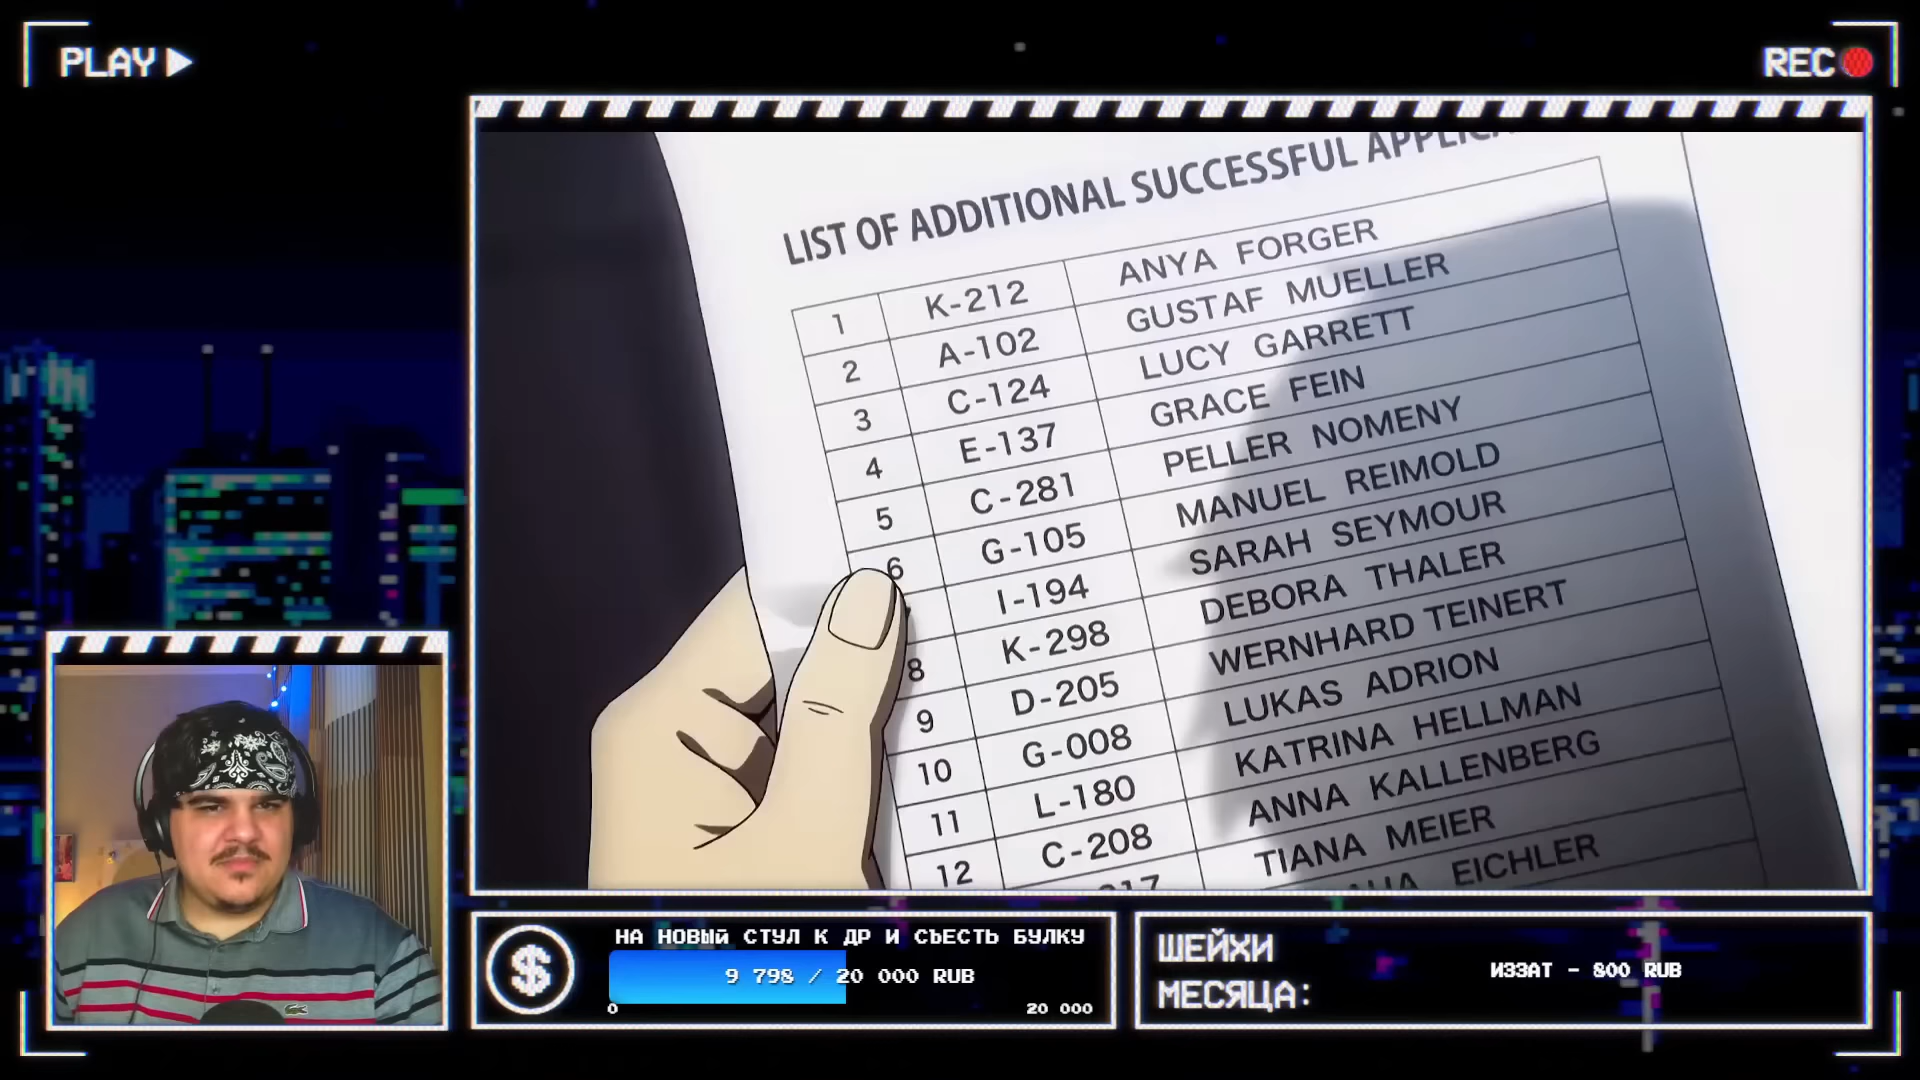 PLAY
REC
LIST OF ADDITIONAL SUCCESSFUL
1 K-212 ANYA FORGER
2 A-102 GUSTAF MUELLER
3 C-124 LUCY GARRETT
4 E-137 GRACE FEIN
5 C-281 PELLER NOMENY
6 G-105 MANUEL REIMOLD
I-194 SARAH SEYMOUR
8 K-298 DEBORA THALER
9 D-205 WERNHARD TEINERT
10 G-008 LUKAS ADRION
11 L-180 KATRINA HELLMAN
12 C-208 ANNA KALLENBERG
TIANA MEIER
EICHLER
НА НОВЫЙ СТУЛ К ДР И СЪЕСТЬ БУЛКУ
9 798 / 20 000 RUB
0 20 000
ШЕЙХИ
МЕСЯЦА:
ИЗЗАТ - 800 RUB